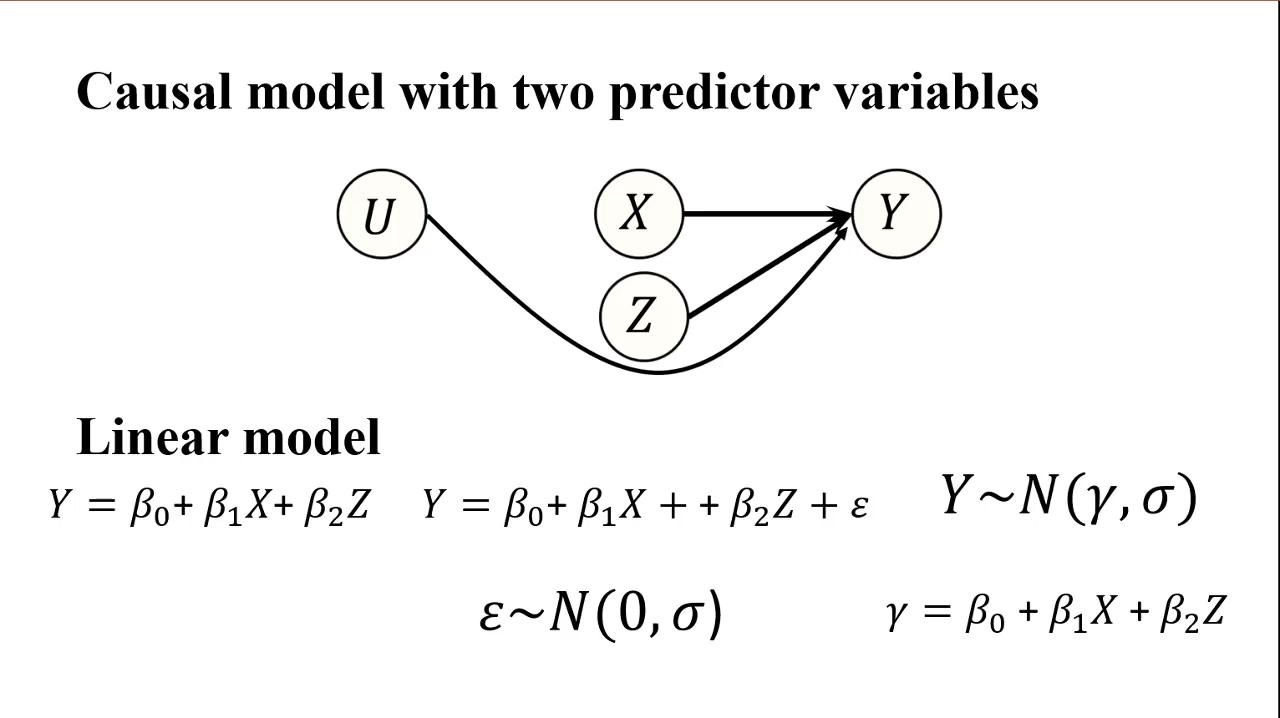 Causal model with two predictor variables
U
X
Y
Z
Linear model
𝑌 = 𝛽₀+ 𝛽₁𝑋+ 𝛽₂𝑍
𝑌 = 𝛽₀+ 𝛽₁𝑋 + + 𝛽₂𝑍 + 𝜀
𝑌~𝑁(𝛾, 𝜎)
𝜀~𝑁(0, 𝜎)
𝛾 = 𝛽₀ + 𝛽₁𝑋 + 𝛽₂𝑍